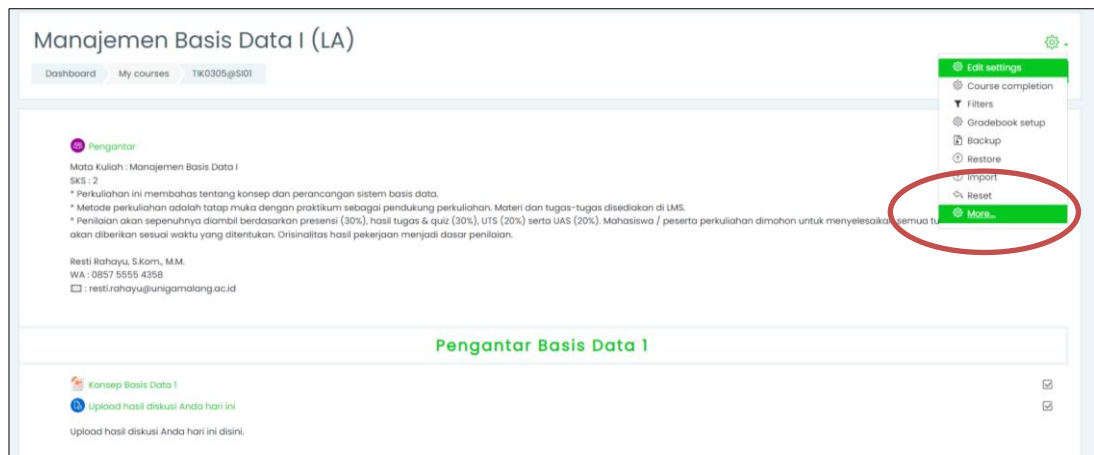 Manajemen Basis Data I (LA)
Dashboard My courses TIK0305@SI01
Edit settings
Course completion
Filters
Gradebook setup
Backup
Restore
Import
Reset
More...
Pengantar
Mata Kuliah : Manajemen Basis Data I
SKS : 2
* Perkuliahan ini membahas tentang konsep dan perancangan sistem basis data.
* Metode perkuliahan adalah tatap muka dengan praktikum sebagai pendukung perkuliahan. Materi dan tugas-tugas disediakan di LMS.
* Penilaian akan sepenuhnya diambil berdasarkan presensi (30%), hasil tugas & quiz (30%), UTS (20%) serta UAS (20%). Mahasiswa / peserta perkuliahan dimohon untuk menyelesaikan semua
akan diberikan sesuai waktu yang ditentukan. Orisinalitas hasil pekerjaan menjadi dasar penilaian.
Resti Rahayu, S.Kom., M.M.
WA : 0857 5555 4358
: resti.rahayu@unigamalang.ac.id
Pengantar Basis Data 1
Konsep Basis Data 1
Upload hasil diskusi Anda hari ini
Upload hasil diskusi Anda hari ini disini.